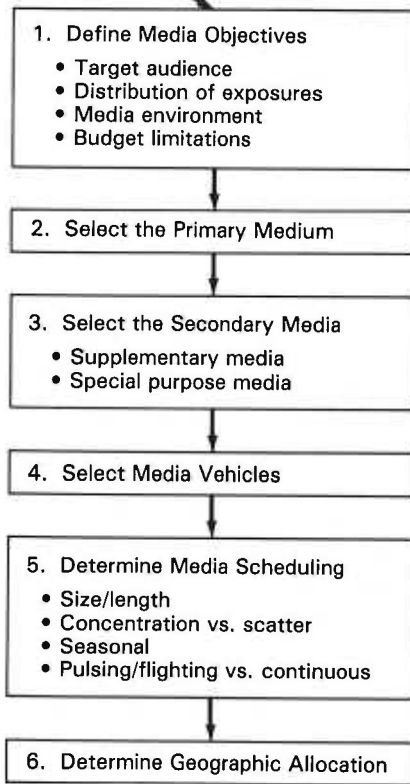 1. Define Media Objectives
• Target audience
• Distribution of exposures
• Media environment
• Budget limitations
2. Select the Primary Medium
3. Select the Secondary Media
• Supplementary media
• Special purpose media
4. Select Media Vehicles
5. Determine Media Scheduling
• Size/length
• Concentration vs. scatter
• Seasonal
• Pulsing/flighting vs. continuous
6. Determine Geographic Allocation